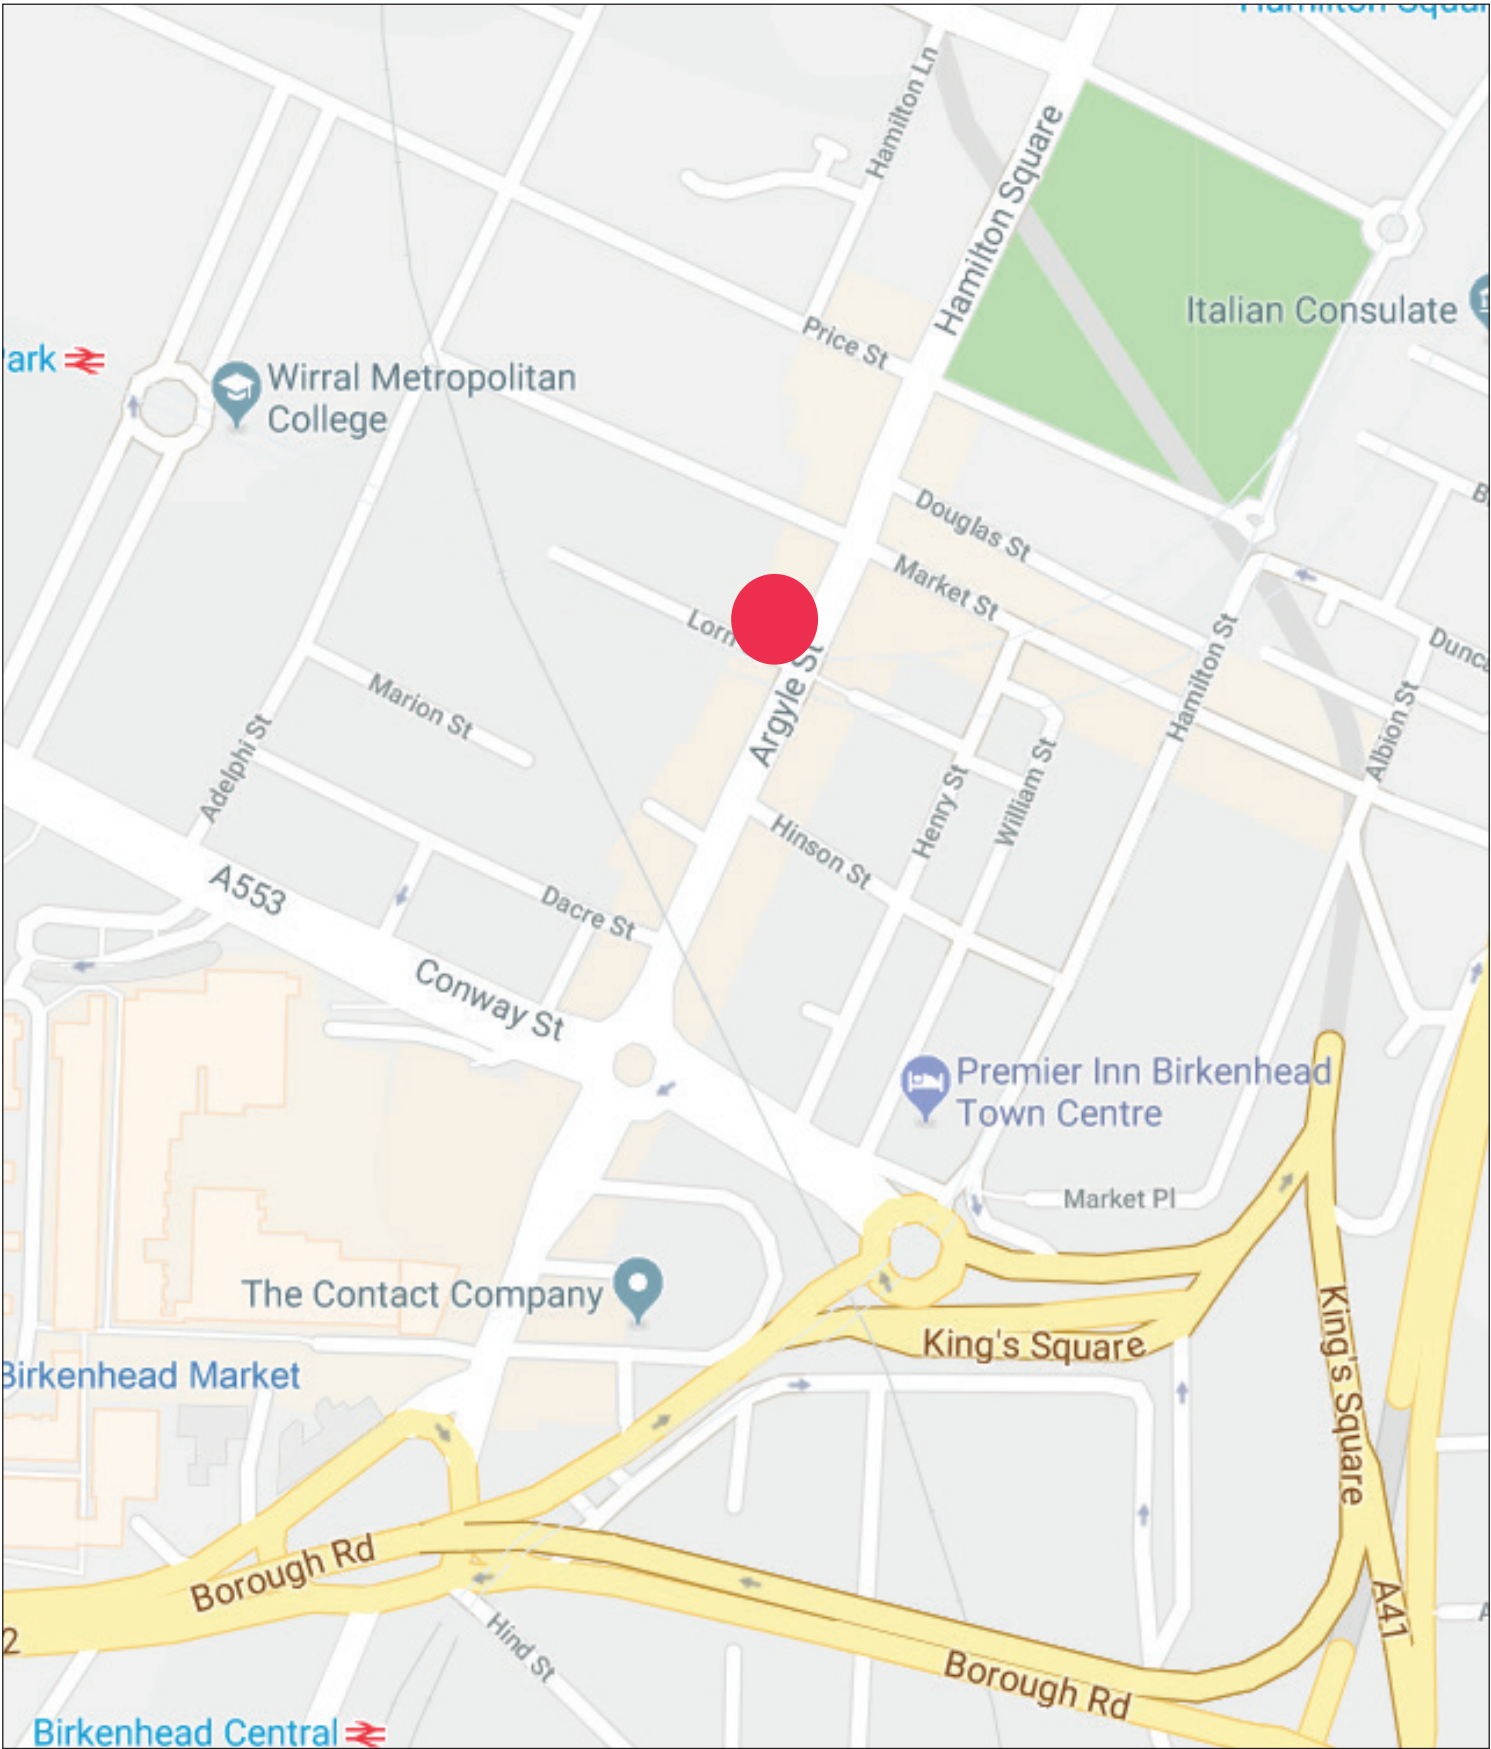 Hamilton Square
Hamilton Ln
Hamilton Square
Italian Consulate
Price St
ark
Wirral Metropolitan
College
Douglas St
Market St
Lorn
Argyle St
Hamilton St
Dunca
Albion St
Marion St
Adelphi St
Henry St
William St
Hinson St
A553
Dacre St
Conway St
Premier Inn Birkenhead
Town Centre
Market Pl
The Contact Company
King's Square
King's Square
Birkenhead Market
Borough Rd
A41
2
Hind St
Borough Rd
Birkenhead Central